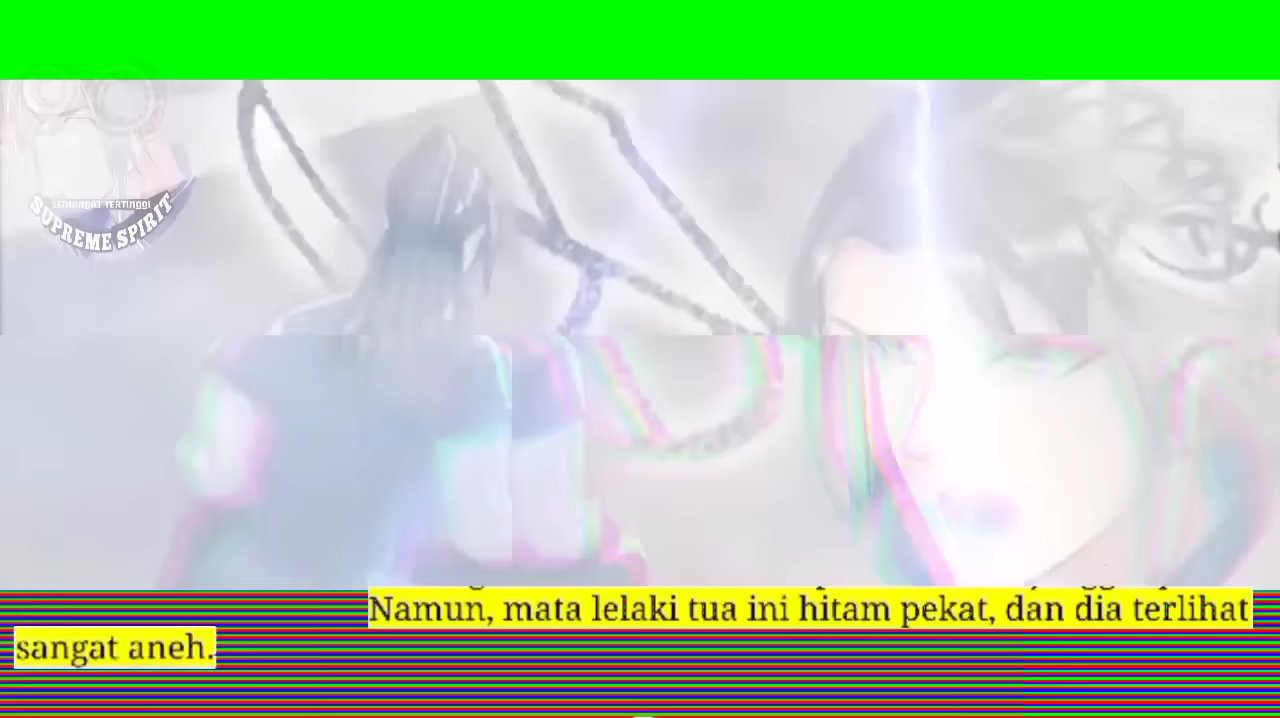 SEMANGAT TERTINGGI
SUPREME SPIRIT
Namun, mata lelaki tua ini hitam pekat, dan dia terlihat
sangat aneh.